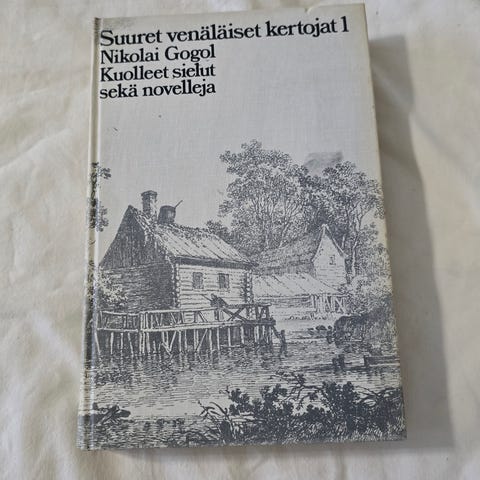 Suuret venäläiset kertojat 1
Nikolai Gogol
Kuolleet sielut
sekä novelleja